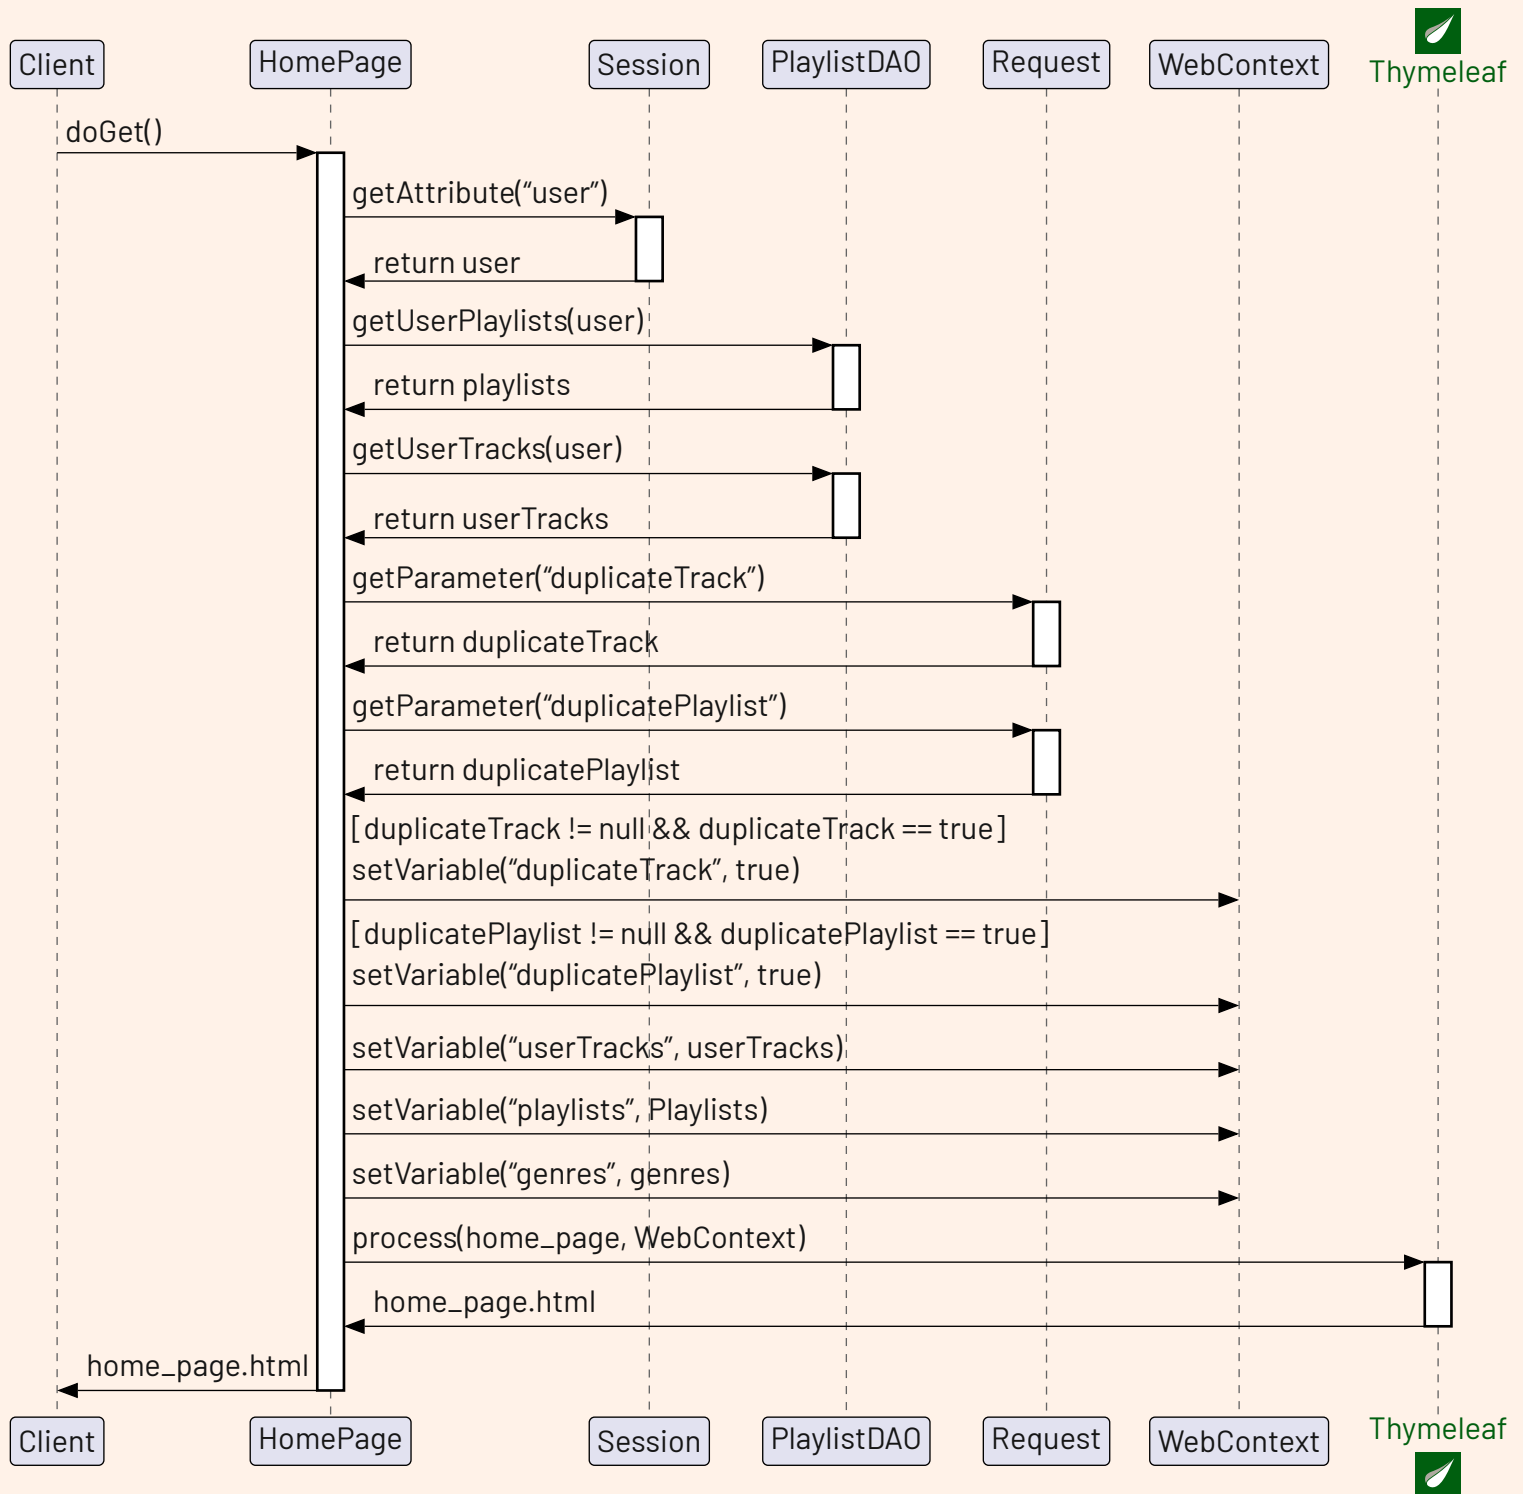 Client HomePage Session PlaylistDAO Request WebContext Thymeleaf
doGet()
getAttribute(“user”)
return user
getUserPlaylists(user)
return playlists
getUserTracks(user)
return userTracks
getParameter(“duplicateTrack”)
return duplicateTrack
getParameter(“duplicatePlaylist”)
return duplicatePlaylist
[duplicateTrack != null && duplicateTrack == true]
setVariable(“duplicateTrack”, true)
[duplicatePlaylist != null && duplicatePlaylist == true]
setVariable(“duplicatePlaylist”, true)
setVariable(“userTracks”, userTracks)
setVariable(“playlists”, Playlists)
setVariable(“genres”, genres)
process(home_page, WebContext)
home_page.html
home_page.html
Client HomePage Session PlaylistDAO Request WebContext Thymeleaf